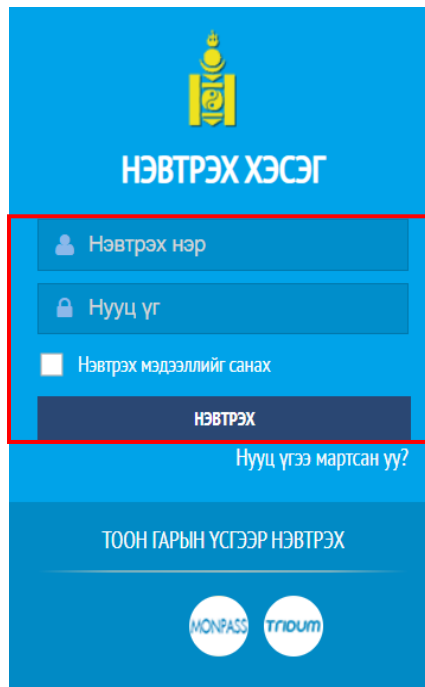 НЭВТРЭХ ХЭСЭГ
Нэвтрэх нэр
Нууц үг
Нэвтрэх мэдээллийг санах
НЭВТРЭХ
Нууц үгээ мартсан уу?
ТООН ГАРЫН ҮСГЭЭР НЭВТРЭХ
MONPASS TRIDUM